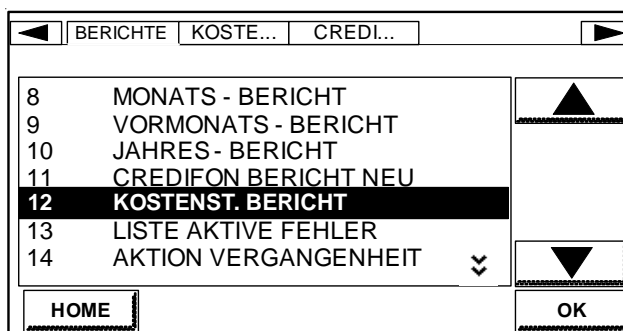 BERICHTE KOSTE... CREDI...
8 MONATS - BERICHT
9 VORMONATS - BERICHT
10 JAHRES - BERICHT
11 CREDIFON BERICHT NEU
12 KOSTENST. BERICHT
13 LISTE AKTIVE FEHLER
14 AKTION VERGANGENHEIT
HOME OK